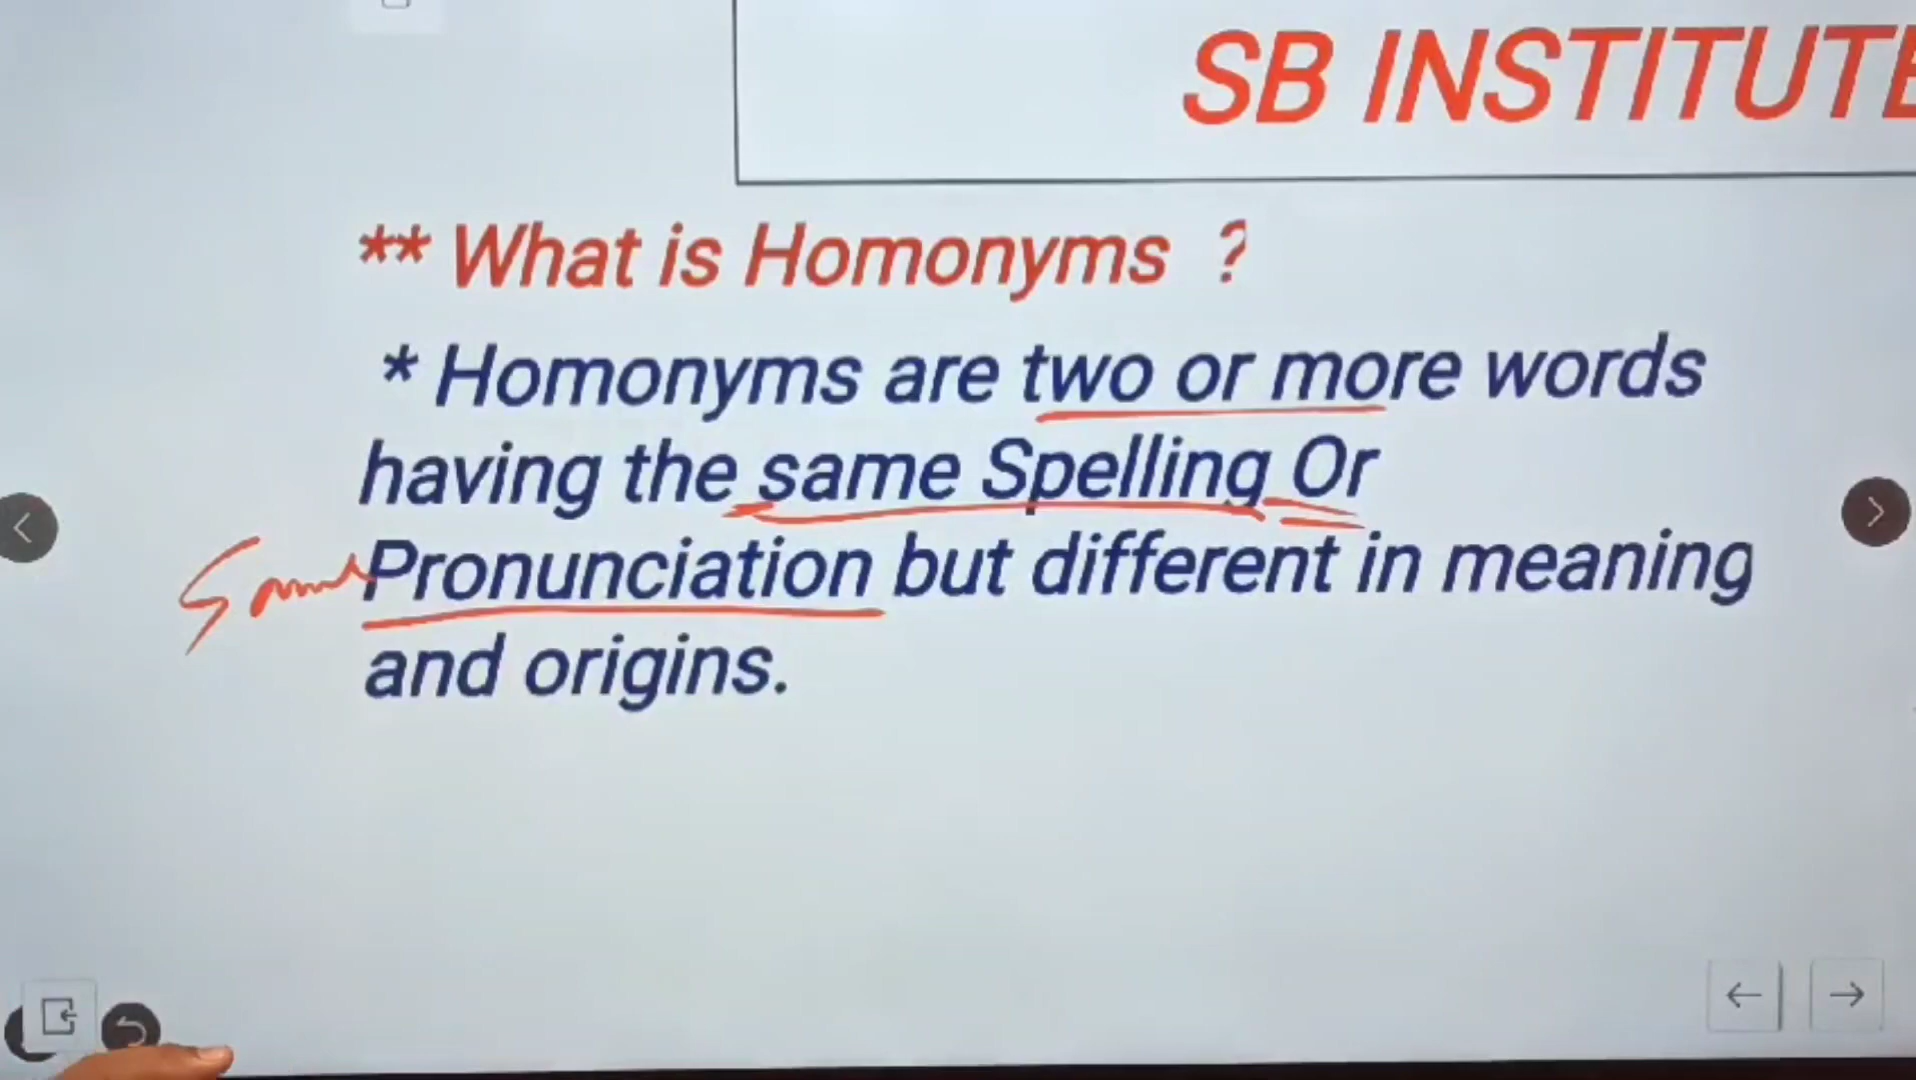 SB INSTITUTE
** What is Homonyms ?
* Homonyms are two or more words
having the same Spelling Or
Same Pronunciation but different in meaning
and origins.